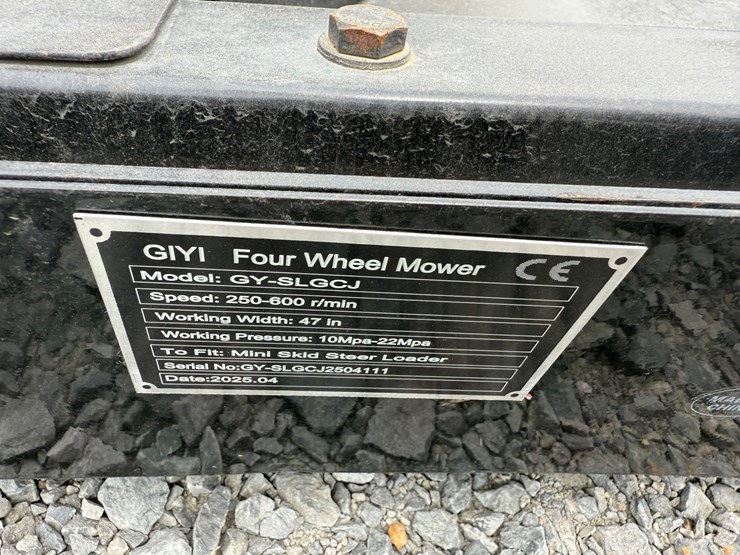 GIYI Four Wheel Mower CE
Model: GY-SLGCJ
Speed: 250-600 r/min
Working Width: 47 in
Working Pressure: 10Mpa-22Mpa
To Fit: Mini Skid Steer Loader
Serial No:GY-SLGCJ2504111
Date:2025.04